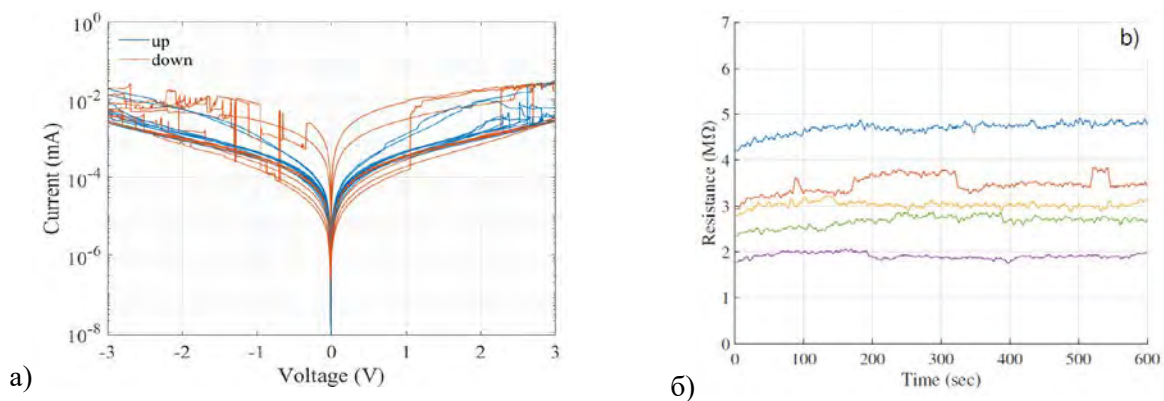 10^0
10^-2
10^-4
10^-6
10^-8
Current (mA)
up
down
-3 -2 -1 0 1 2 3
Voltage (V)
а)
b)
7
6
5
4
3
2
1
0
Resistance (MΩ)
0 100 200 300 400 500 600
Time (sec)
б)